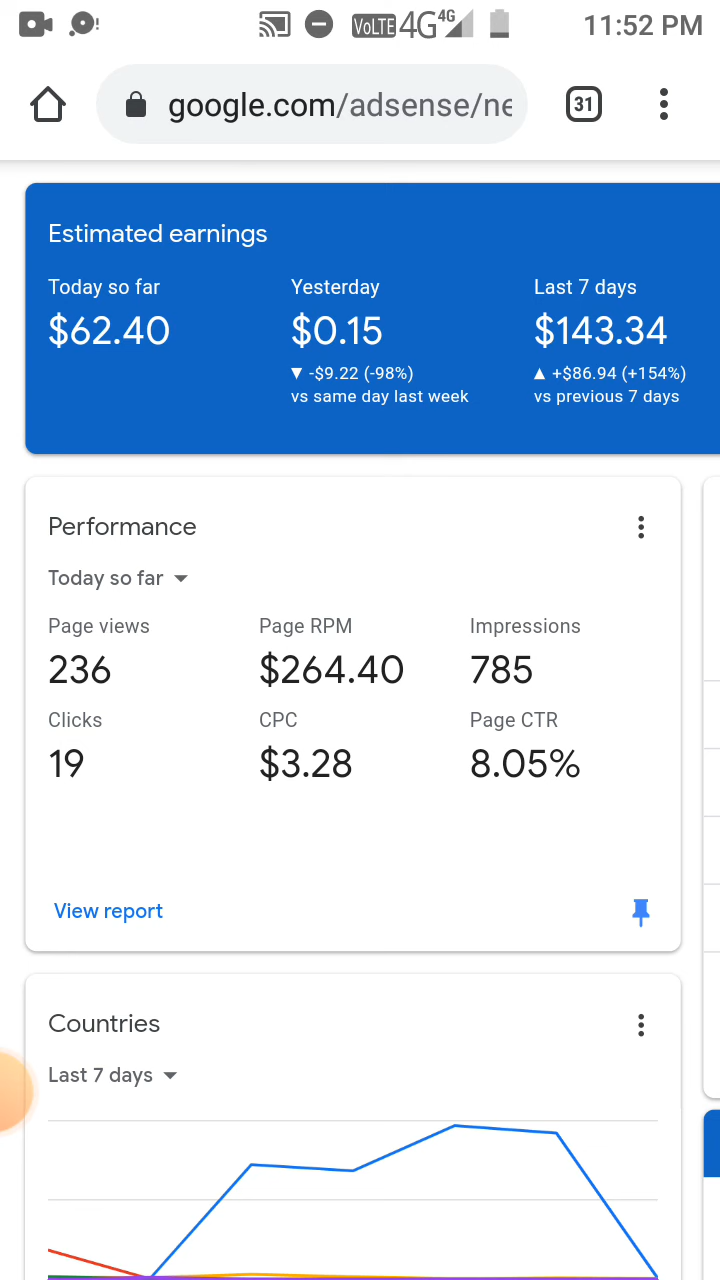 VoLTE 4G 4G 11:52 PM
google.com/adsense/ne
31
Estimated earnings
Today so far Yesterday Last 7 days
$62.40 $0.15 $143.34
▼ -$9.22 (-98%) ▲ +$86.94 (+154%)
vs same day last week vs previous 7 days
Performance
Today so far
Page views Page RPM Impressions
236 $264.40 785
Clicks CPC Page CTR
19 $3.28 8.05%
View report
Countries
Last 7 days